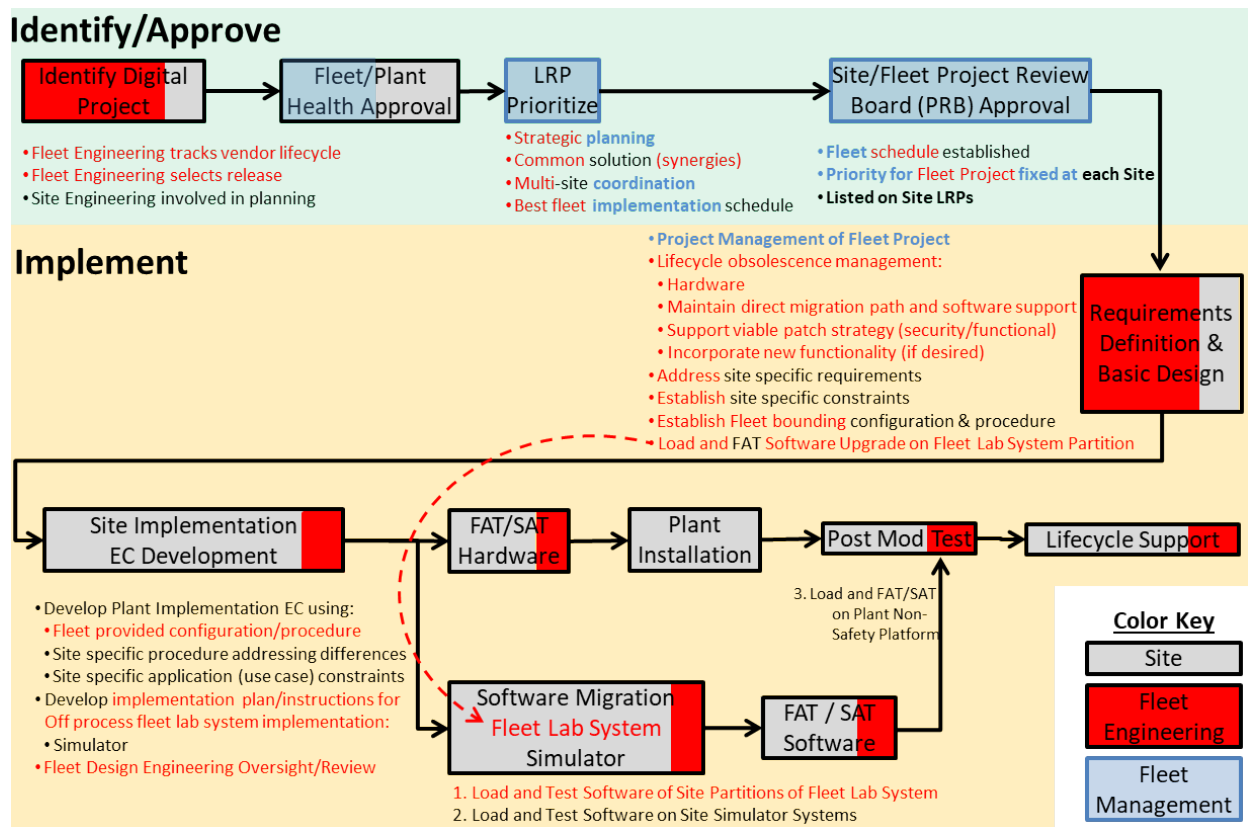 Identify/Approve
Identify Digital
Project
Fleet/Plant
Health Approval
LRP
Prioritize
Site/Fleet Project Review
Board (PRB) Approval
• Fleet Engineering tracks vendor lifecycle
• Fleet Engineering selects release
• Site Engineering involved in planning
• Strategic planning
• Common solution (synergies)
• Multi-site coordination
• Best fleet implementation schedule
• Fleet schedule established
• Priority for Fleet Project fixed at each Site
• Listed on Site LRPs
Implement
• Project Management of Fleet Project
• Lifecycle obsolescence management:
• Hardware
• Maintain direct migration path and software support
• Support viable patch strategy (security/functional)
• Incorporate new functionality (if desired)
• Address site specific requirements
• Establish site specific constraints
• Establish Fleet bounding configuration & procedure
• Load and FAT Software Upgrade on Fleet Lab System Partition
Requirements
Definition &
Basic Design
Site Implementation
EC Development
FAT/SAT
Hardware
Plant
Installation
Post Mod Test
Lifecycle Support
• Develop Plant Implementation EC using:
• Fleet provided configuration/procedure
• Site specific procedure addressing differences
• Site specific application (use case) constraints
• Develop implementation plan/instructions for
Off process fleet lab system implementation:
• Simulator
• Fleet Design Engineering Oversight/Review
Software Migration
Fleet Lab System
Simulator
FAT / SAT
Software
3. Load and FAT/SAT
on Plant Non-
Safety Platform
1. Load and Test Software of Site Partitions of Fleet Lab System
2. Load and Test Software on Site Simulator Systems
Color Key
Site
Fleet
Engineering
Fleet
Management